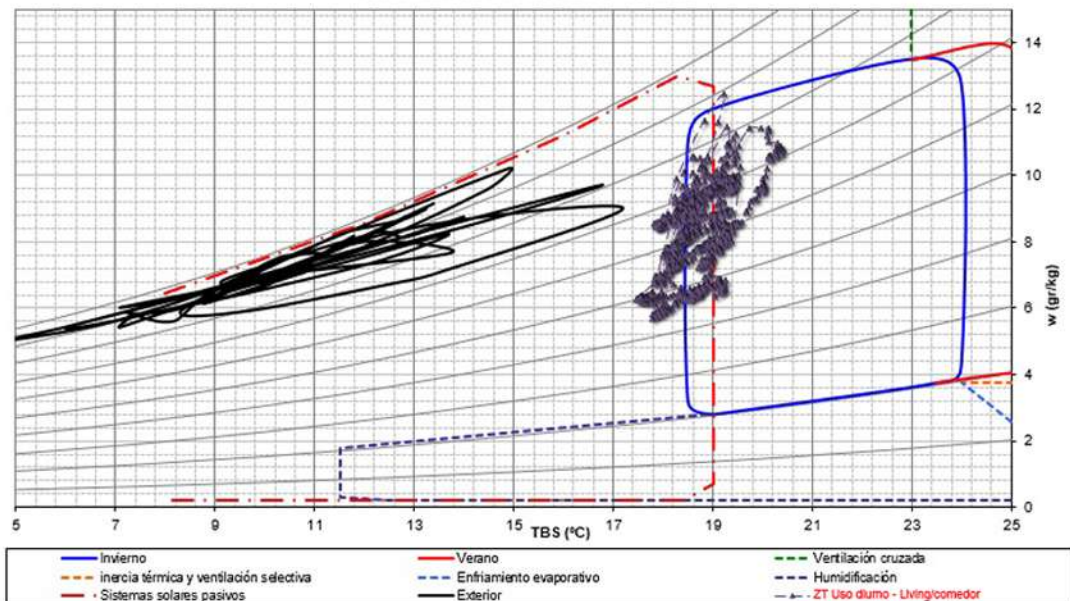 14
12
10
8
6
4
2
0
w (gr/kg)
5 7 9 11 13 15 17 19 21 23 25
TBS (ºC)
Invierno Verano Ventilación cruzada
inercia térmica y ventilación selectiva Enfriamiento evaporativo Humidificación
Sistemas solares pasivos Exterior ZT Uso diurno - Living/comedor